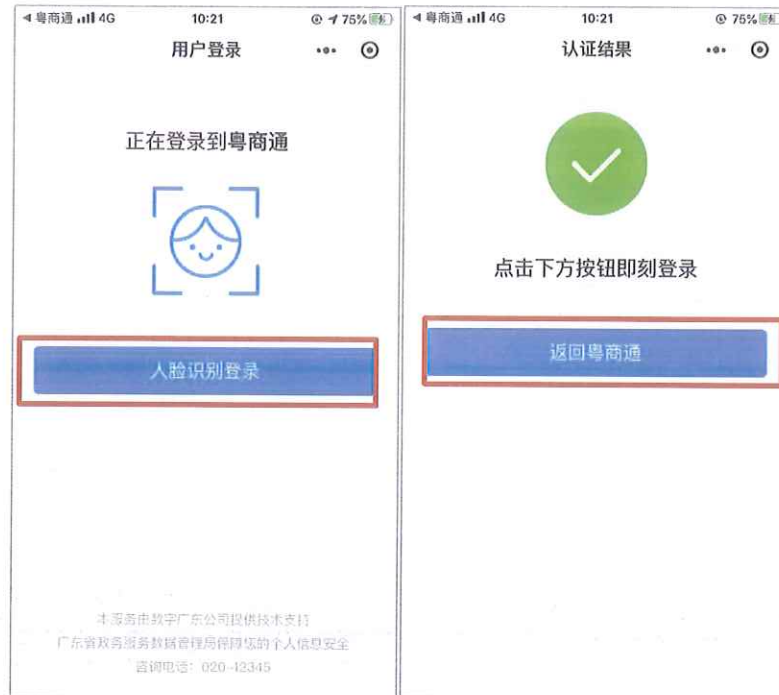 粤商通 4G 10:21 75%
用户登录
正在登录到粤商通
人脸识别登录
本服务由数字广东公司提供技术支持
广东省政务服务数据管理局保障您的个人信息安全
咨询电话：020-12345
粤商通 4G 10:21 75%
认证结果
点击下方按钮即刻登录
返回粤商通